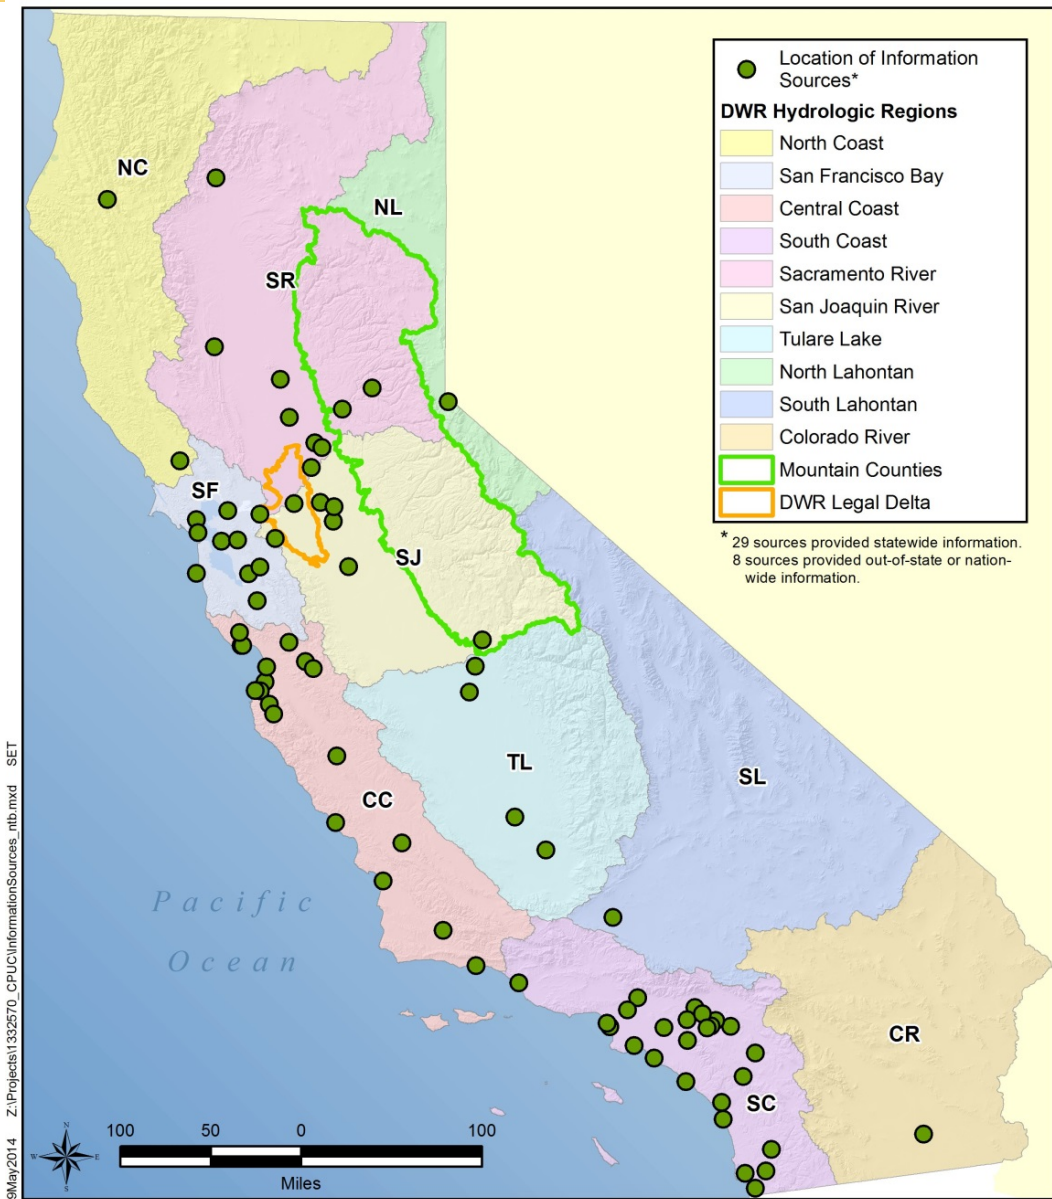 Location of Information
Sources*
DWR Hydrologic Regions
North Coast
San Francisco Bay
Central Coast
South Coast
Sacramento River
San Joaquin River
Tulare Lake
North Lahontan
South Lahontan
Colorado River
Mountain Counties
DWR Legal Delta
* 29 sources provided statewide information.
8 sources provided out-of-state or nation-
wide information.
NC
NL
SR
SF
SJ
TL
SL
CC
CR
SC
Pacific
Ocean
N
W E
S
100 50 0 100
Miles
9May2014 Z:\Projects\1332570_CPUC\InformationSources_ntb.mxd SET